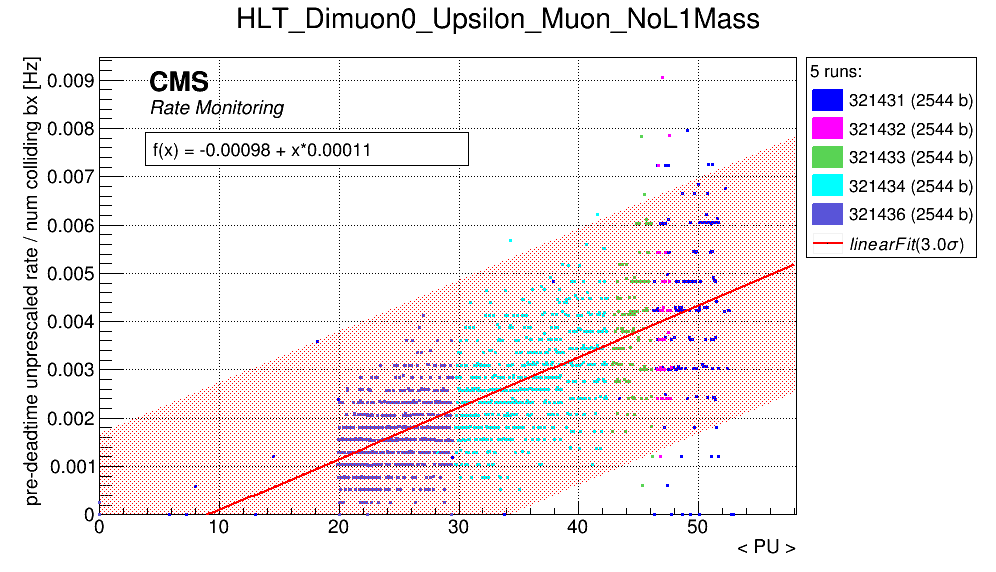 HLT_Dimuon0_Upsilon_Muon_NoL1Mass
pre-deadtime unprescaled rate / num colliding bx [Hz]
0.009
0.008
0.007
0.006
0.005
0.004
0.003
0.002
0.001
0
CMS
Rate Monitoring
f(x) = -0.00098 + x*0.00011
5 runs:
321431 (2544 b)
321432 (2544 b)
321433 (2544 b)
321434 (2544 b)
321436 (2544 b)
linearFit(3.0σ)
0 10 20 30 40 50
< PU >